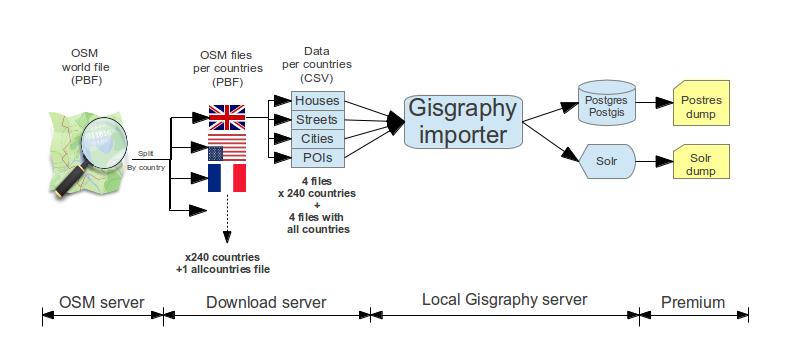 OSM
world file
(PBF)
OSM files
per countries
(PBF)
Data
per countries
(CSV)
Split
By country
Houses
Streets
Cities
POIs
Gisgraphy
importer
Postgres
Postgis
Solr
Postres
dump
Solr
dump
4 files
x 240 countries
+
4 files with
all countries
x240 countries
+1 allcountries file
OSM server
Download server
Local Gisgraphy server
Premium